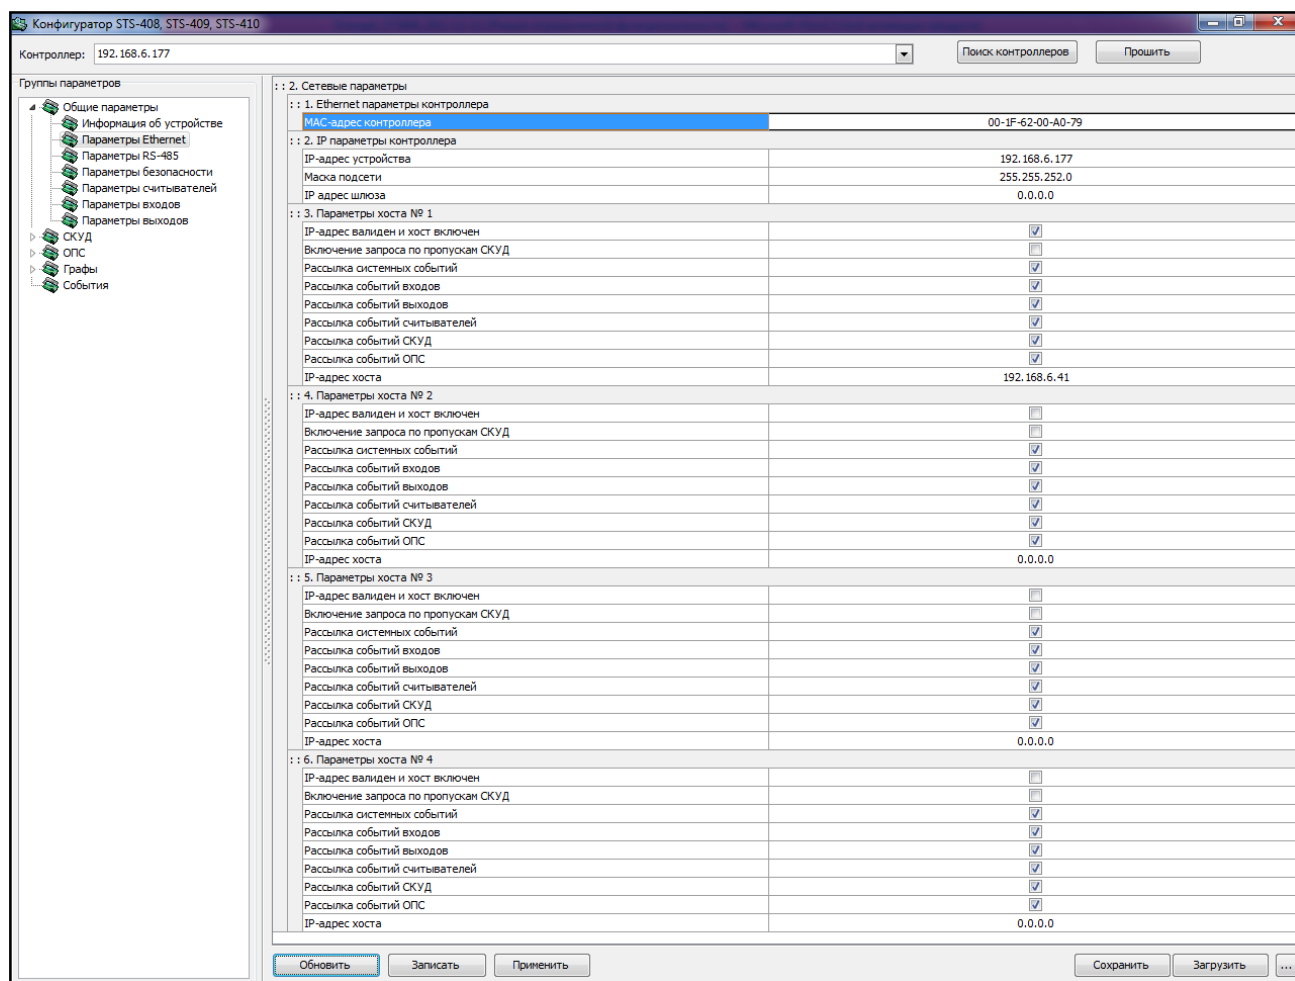 Конфигуратор STS-408, STS-409, STS-410
Контроллер: 192.168.6.177 Поиск контроллеров Прошить
Группы параметров
Общие параметры
Информация об устройстве
Параметры Ethernet
Параметры RS-485
Параметры безопасности
Параметры считывателей
Параметры входов
Параметры выходов
СКУД
ОПС
Графы
События
:: 2. Сетевые параметры
:: 1. Ethernet параметры контроллера
MAC-адрес контроллера 00-1F-62-00-A0-79
:: 2. IP параметры контроллера
IP-адрес устройства 192.168.6.177
Маска подсети 255.255.252.0
IP адрес шлюза 0.0.0.0
:: 3. Параметры хоста № 1
IP-адрес валиден и хост включен
Включение запроса по пропускам СКУД
Рассылка системных событий
Рассылка событий входов
Рассылка событий выходов
Рассылка событий считывателей
Рассылка событий СКУД
Рассылка событий ОПС
IP-адрес хоста 192.168.6.41
:: 4. Параметры хоста № 2
IP-адрес валиден и хост включен
Включение запроса по пропускам СКУД
Рассылка системных событий
Рассылка событий входов
Рассылка событий выходов
Рассылка событий считывателей
Рассылка событий СКУД
Рассылка событий ОПС
IP-адрес хоста 0.0.0.0
:: 5. Параметры хоста № 3
IP-адрес валиден и хост включен
Включение запроса по пропускам СКУД
Рассылка системных событий
Рассылка событий входов
Рассылка событий выходов
Рассылка событий считывателей
Рассылка событий СКУД
Рассылка событий ОПС
IP-адрес хоста 0.0.0.0
:: 6. Параметры хоста № 4
IP-адрес валиден и хост включен
Включение запроса по пропускам СКУД
Рассылка системных событий
Рассылка событий входов
Рассылка событий выходов
Рассылка событий считывателей
Рассылка событий СКУД
Рассылка событий ОПС
IP-адрес хоста 0.0.0.0
Обновить Записать Применить Сохранить Загрузить ...